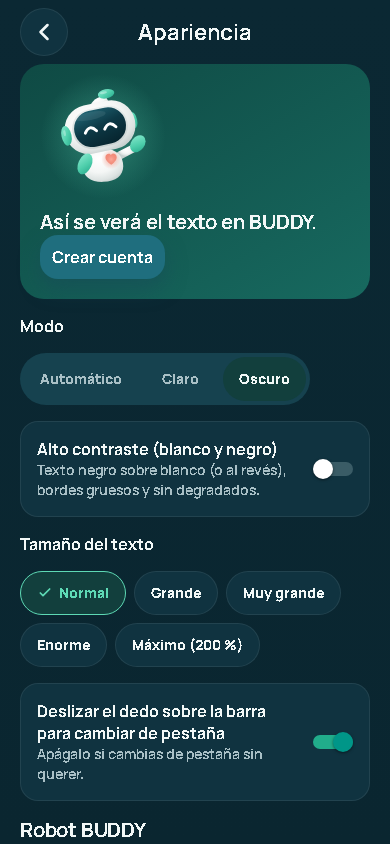 Apariencia
Así se verá el texto en BUDDY.
Crear cuenta
Modo
Automático
Claro
Oscuro
Alto contraste (blanco y negro)
Texto negro sobre blanco (o al revés),
bordes gruesos y sin degradados.
Tamaño del texto
Normal
Grande
Muy grande
Enorme
Máximo (200 %)
Deslizar el dedo sobre la barra
para cambiar de pestaña
Apágalo si cambias de pestaña sin
querer.
Robot BUDDY